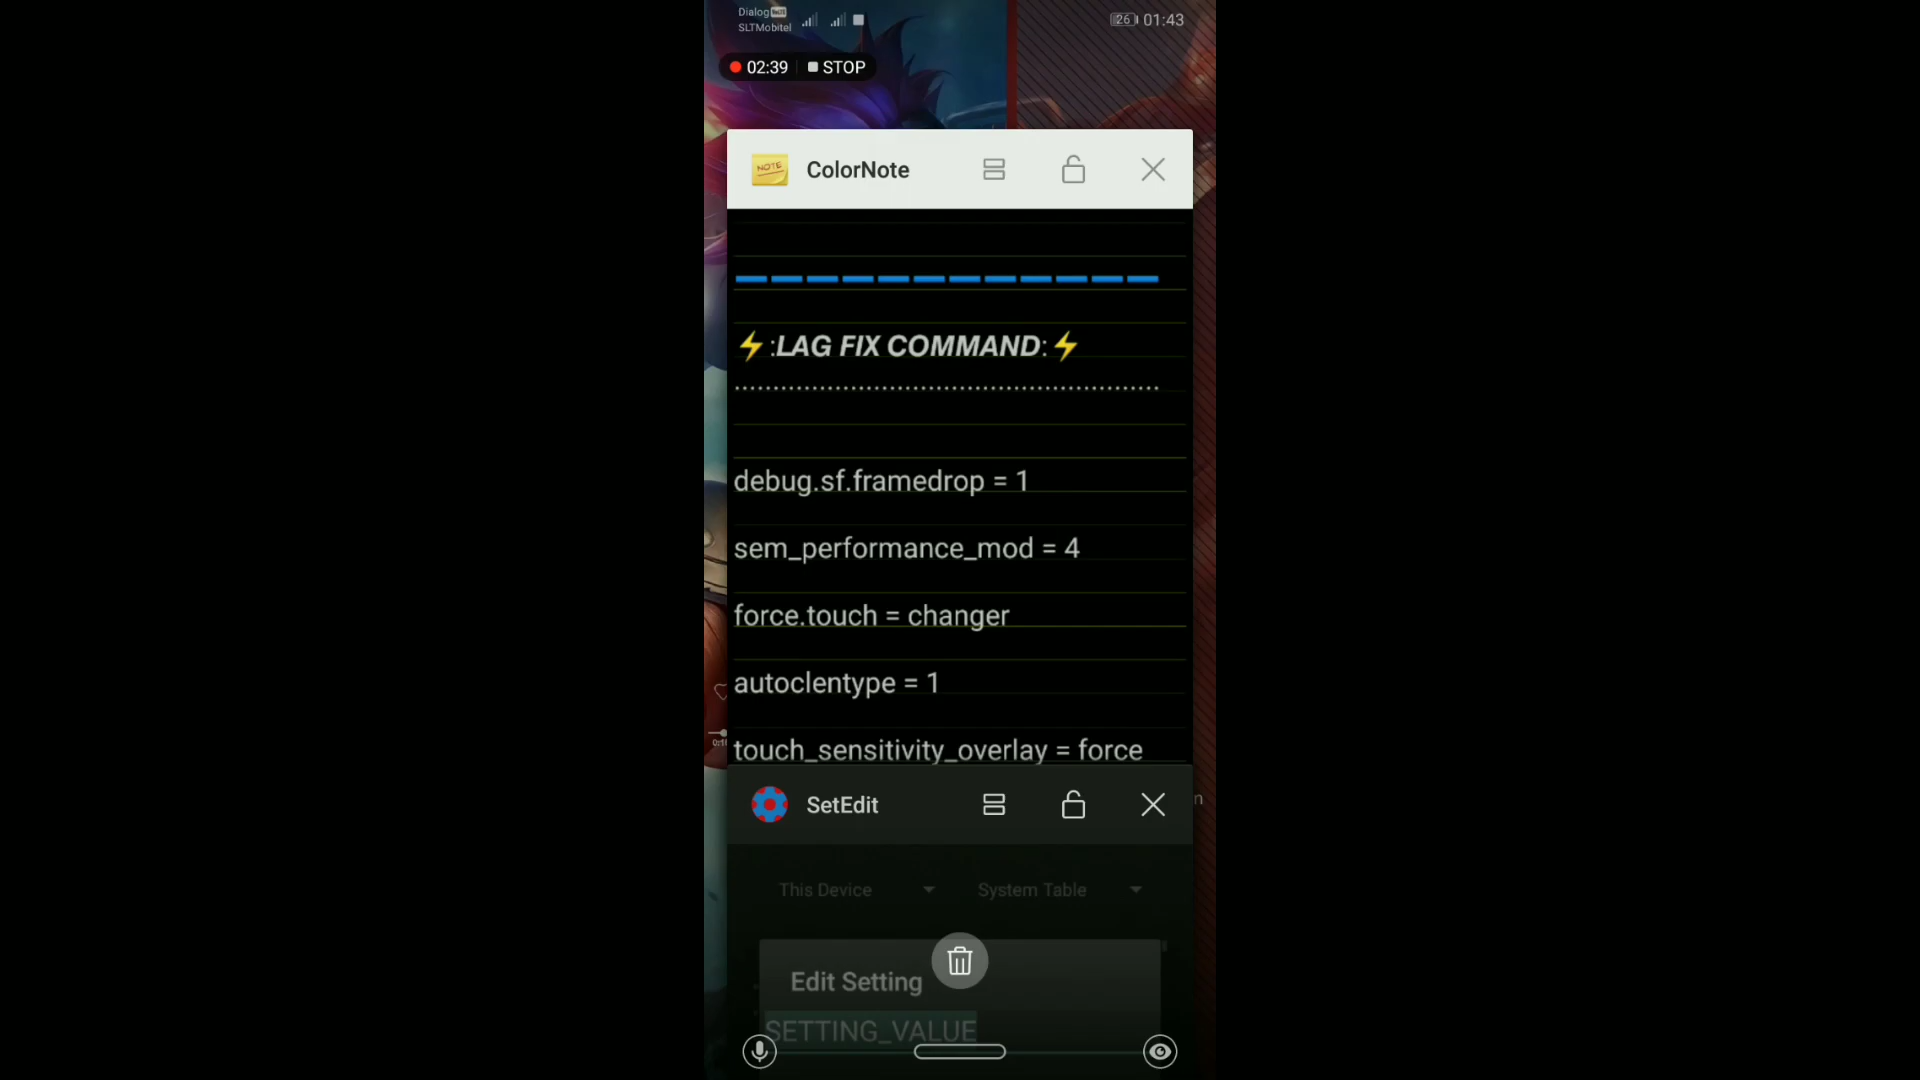 Dialog
SLTMobitel
26 01:43
02:39 STOP
NOTE
ColorNote
⚡:LAG FIX COMMAND:⚡
debug.sf.framedrop = 1
sem_performance_mod = 4
force.touch = changer
autoclentype = 1
touch_sensitivity_overlay = force
SetEdit
This Device
System Table
Edit Setting
SETTING_VALUE